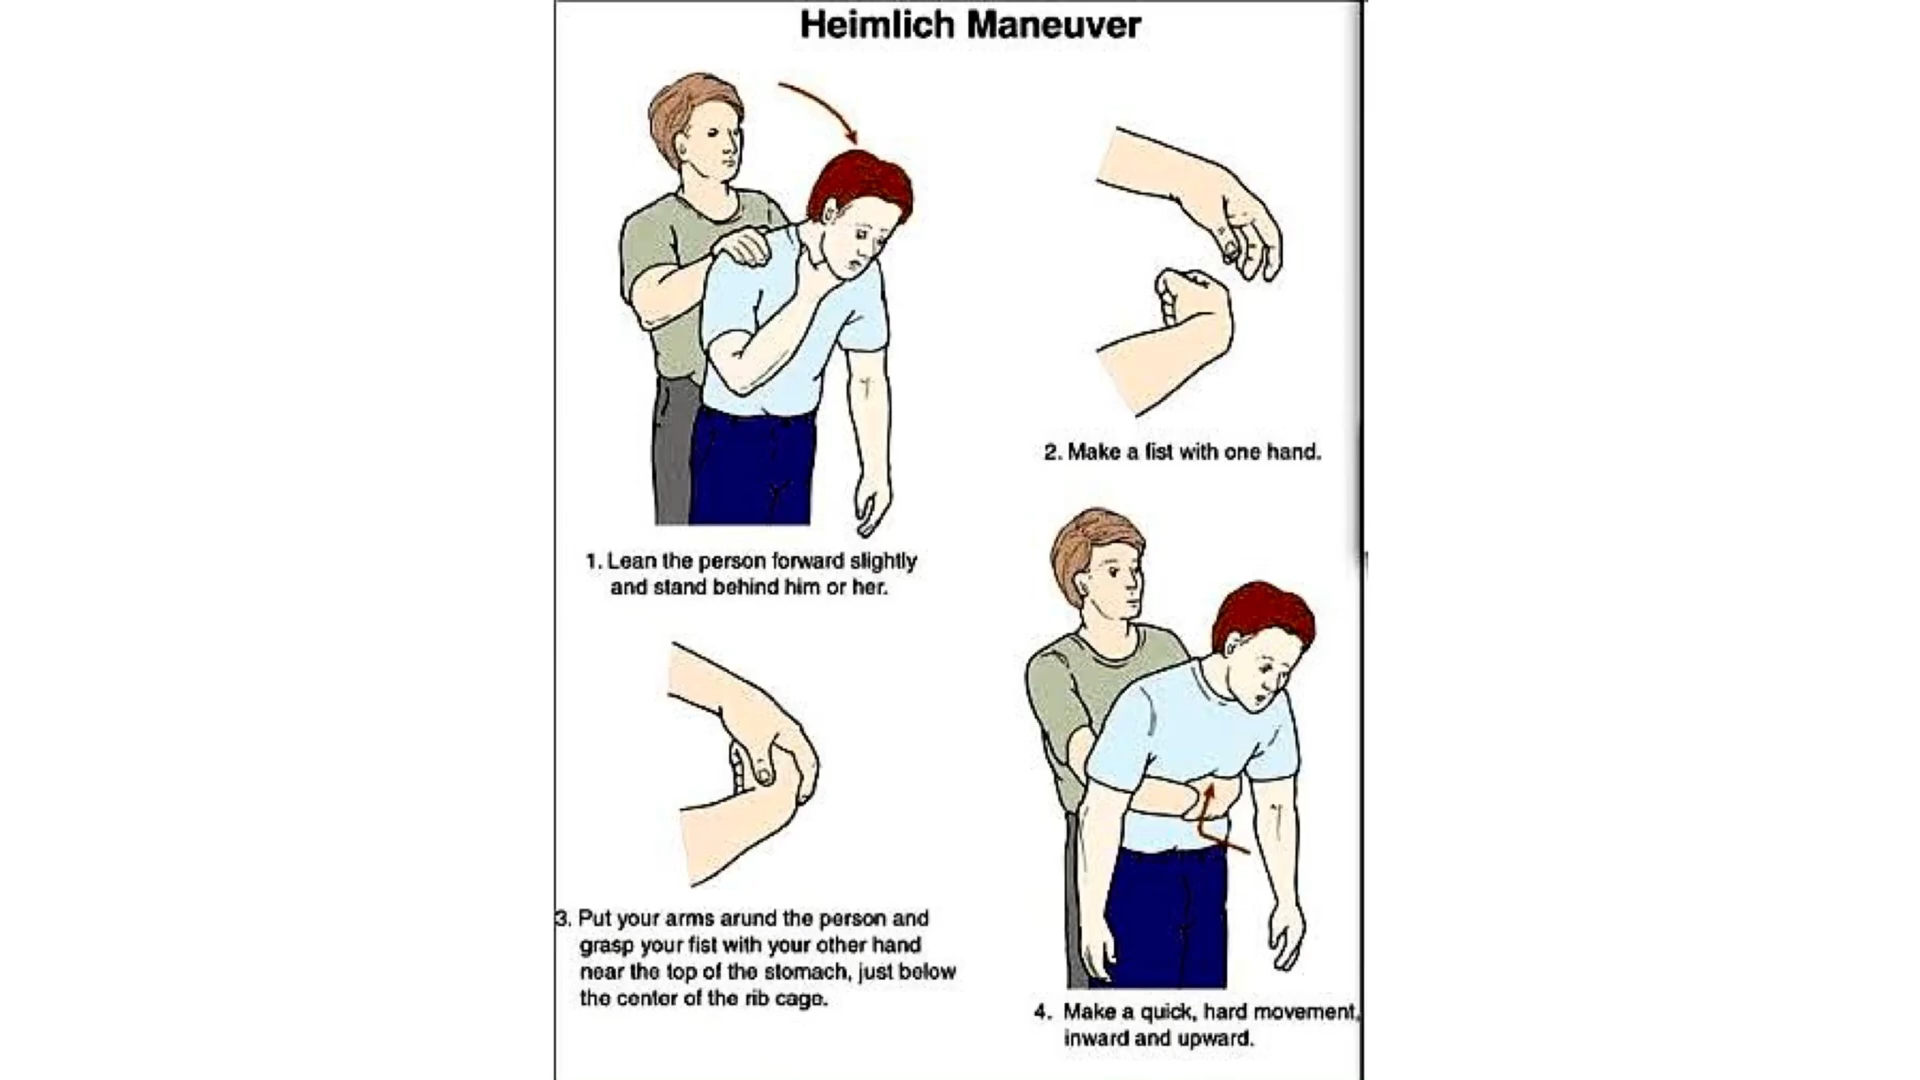 Heimlich Maneuver
1. Lean the person forward slightly
and stand behind him or her.
2. Make a fist with one hand.
3. Put your arms arund the person and
grasp your fist with your other hand
near the top of the stomach, just below
the center of the rib cage.
4. Make a quick, hard movement,
inward and upward.